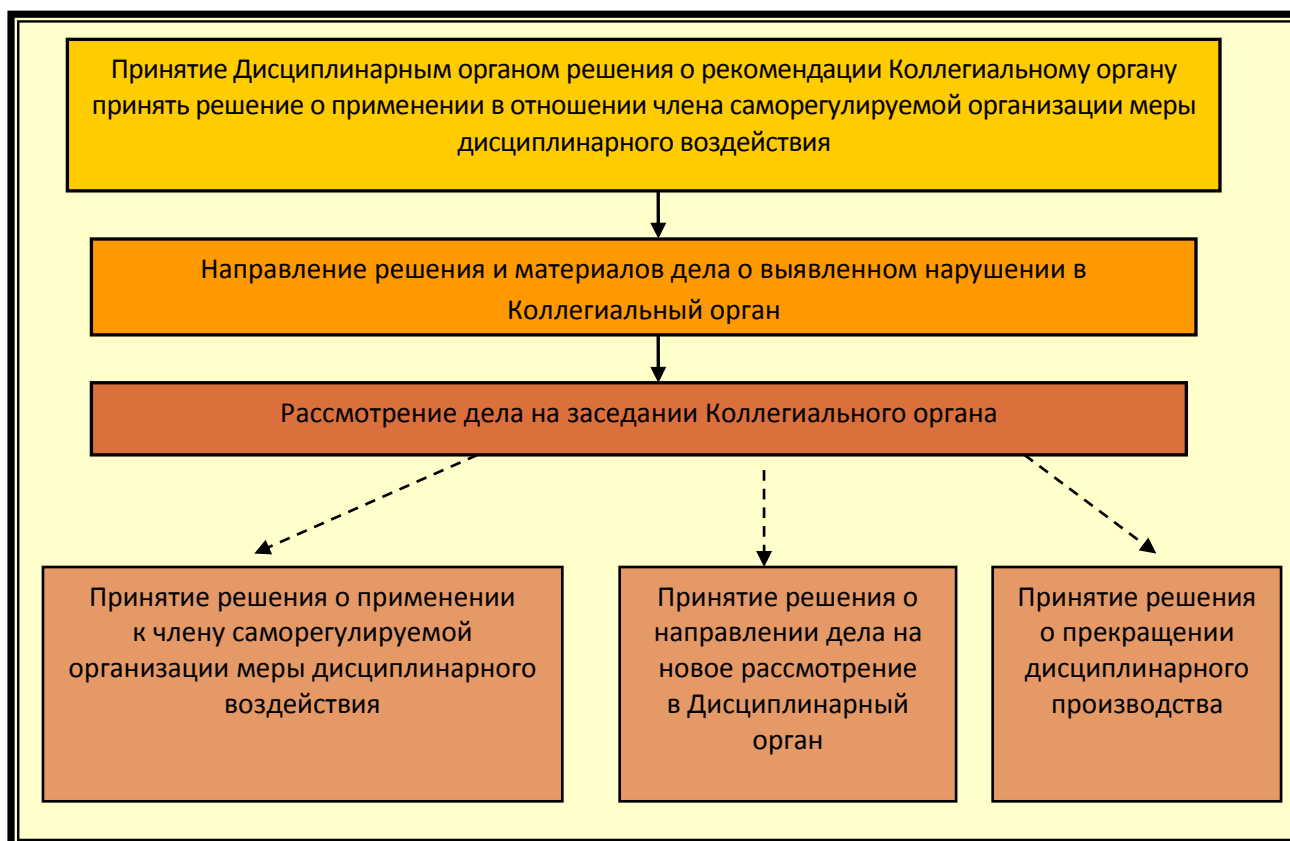 Принятие Дисциплинарным органом решения о рекомендации Коллегиальному органу
принять решение о применении в отношении члена саморегулируемой организации меры
дисциплинарного воздействия
Направление решения и материалов дела о выявленном нарушении в
Коллегиальный орган
Рассмотрение дела на заседании Коллегиального органа
Принятие решения о применении
к члену саморегулируемой
организации меры дисциплинарного
воздействия
Принятие решения о
направлении дела на
новое рассмотрение
в Дисциплинарный
орган
Принятие решения
о прекращении
дисциплинарного
производства